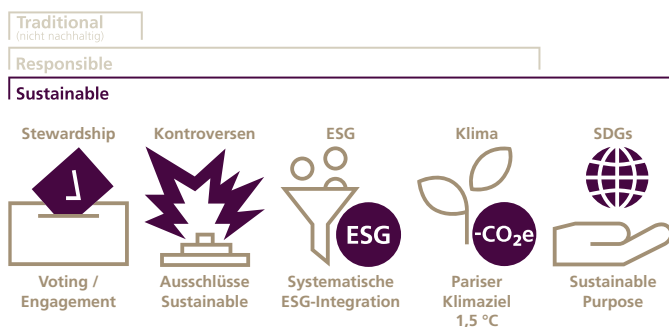 Traditional
(nicht nachhaltig)
Responsible
Sustainable
Stewardship
Kontroversen
ESG
Klima
SDGs
ESG
-CO₂e
Voting /
Engagement
Ausschlüsse
Sustainable
Systematische
ESG-Integration
Pariser
Klimaziel
1,5 °C
Sustainable
Purpose